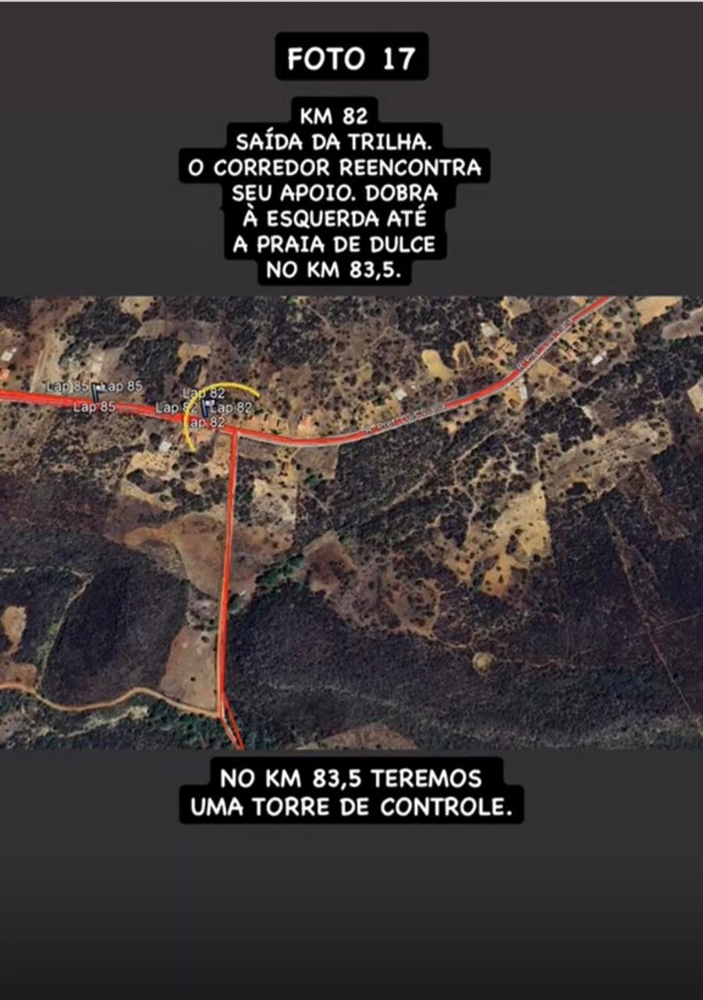 FOTO 17
KM 82
SAÍDA DA TRILHA.
O CORREDOR REENCONTRA
SEU APOIO. DOBRA
À ESQUERDA ATÉ
A PRAIA DE DULCE
NO KM 83,5.
Lap 85 Lap 85
Lap 85
Lap 82
Lap 82 Lap 82
Lap 82
NO KM 83,5 TEREMOS
UMA TORRE DE CONTROLE.